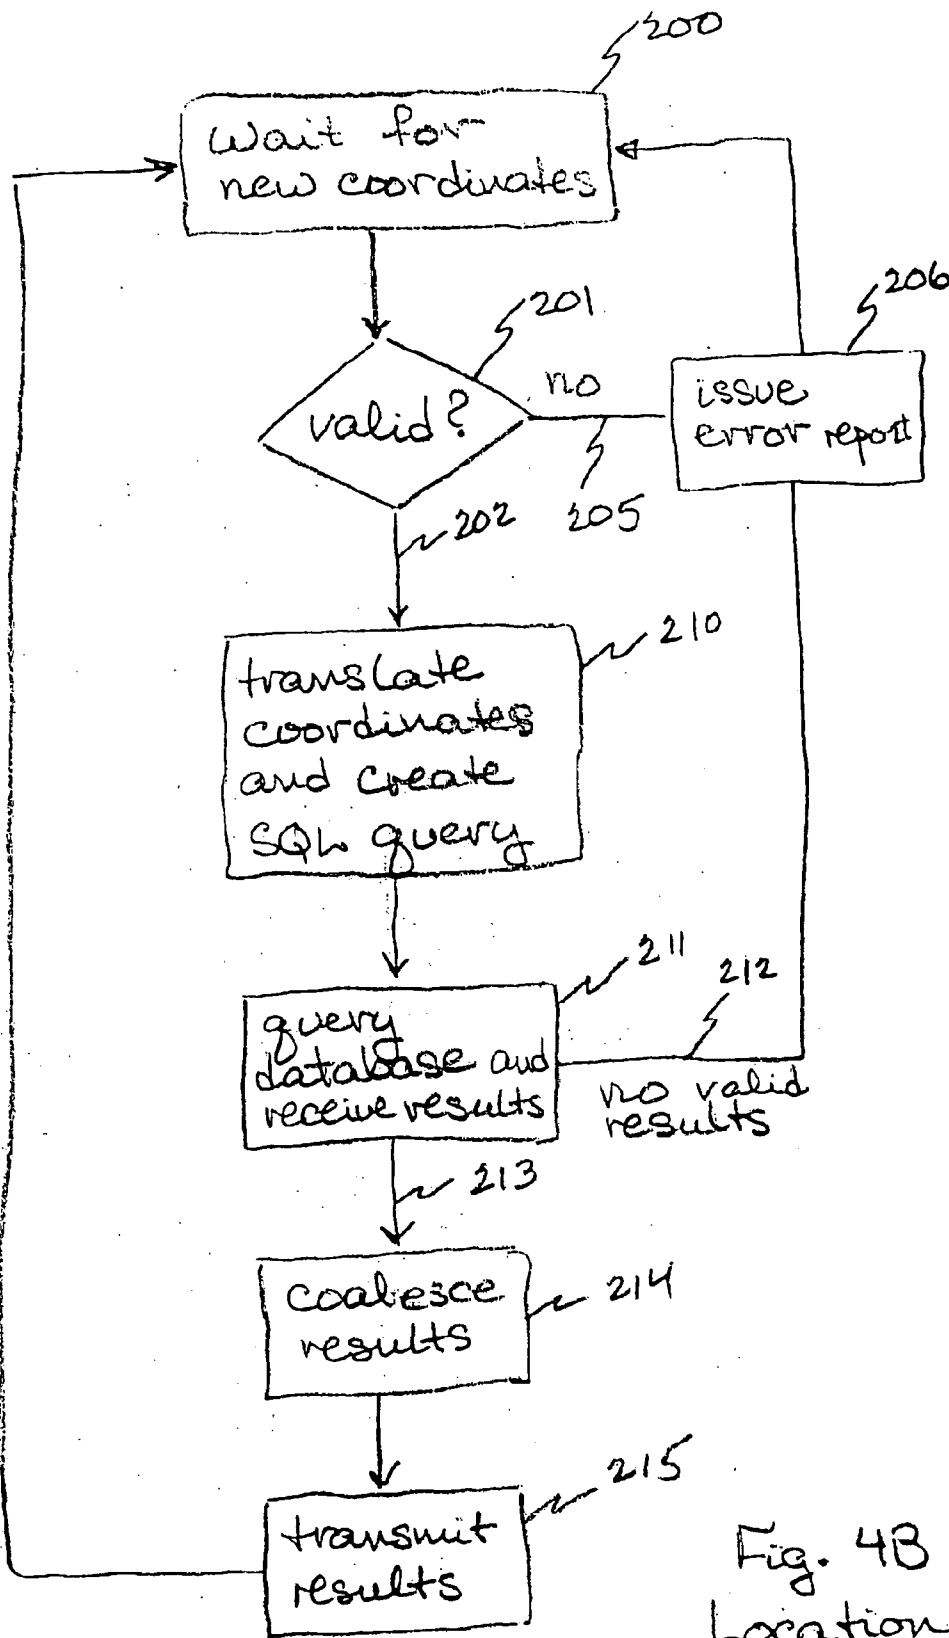 200
Wait for
new coordinates
206
201
no
valid?
issue
error report
202
205
210
translate
coordinates
and create
SQL query
211
212
query
database and
receive results
no valid
results
213
coalesce
results
214
215
transmit
results
Fig. 4B
Location